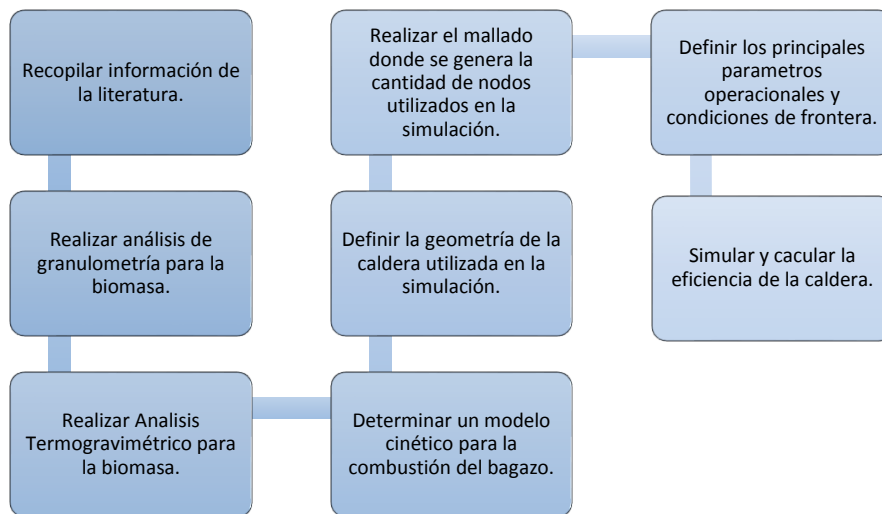 Recopilar información de
la literatura.
Realizar análisis de
granulometría para la
biomasa.
Realizar Analisis
Termogravimétrico para
la biomasa.
Determinar un modelo
cinético para la
combustión del bagazo.
Definir la geometría de la
caldera utilizada en la
simulación.
Realizar el mallado
donde se genera la
cantidad de nodos
utilizados en la
simulación.
Definir los principales
parametros
operacionales y
condiciones de frontera.
Simular y cacular la
eficiencia de la caldera.